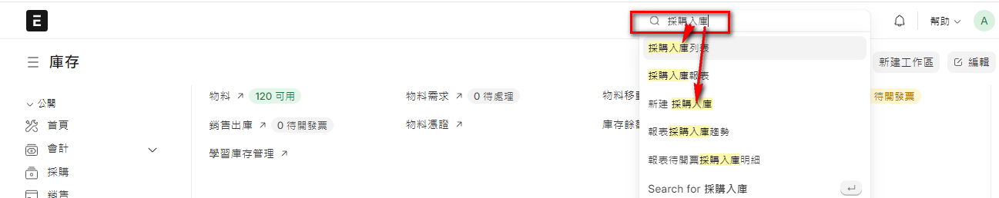 E
採購入庫
幫助
A
庫存
新建工作區
編輯
採購入庫列表
採購入庫報表
新建 採購入庫
報表採購入庫趨勢
報表待開票採購入庫明細
Search for 採購入庫
公開
首頁
會計
採購
銷售
物料 ↗ 120 可用
物料需求 ↗ 0 待處理
物料移動
待開發票
銷售出庫 ↗ 0 待開發票
物料憑證 ↗
庫存餘
學習庫存管理 ↗